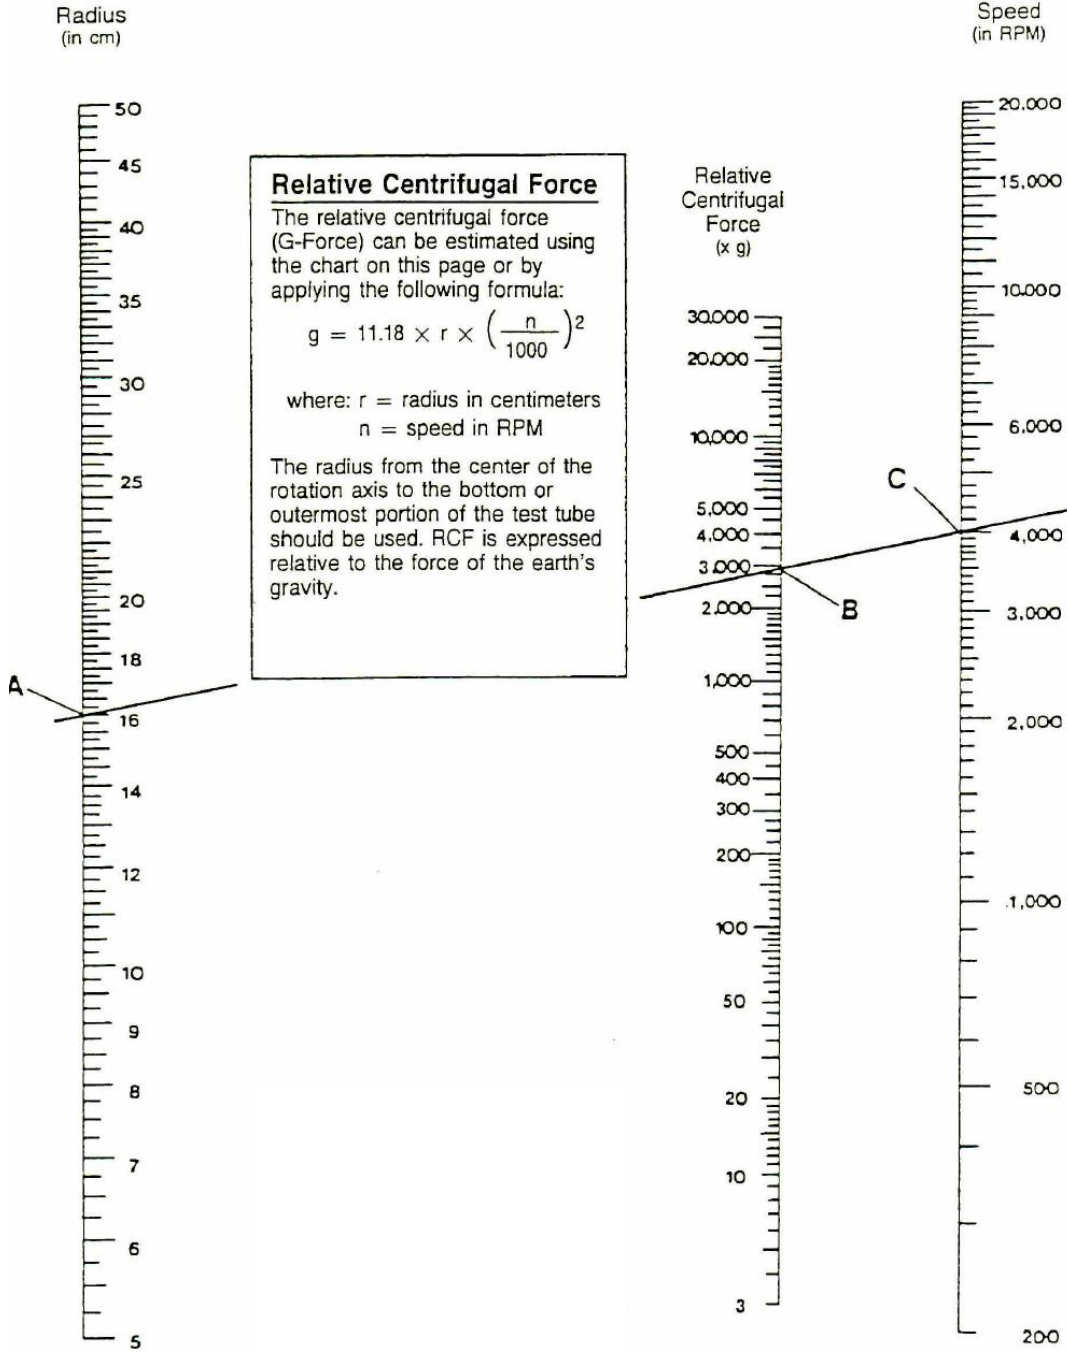 Radius
(in cm)
50
45
40
35
30
25
20
18
16
14
12
10
9
8
7
6
5
A
Relative Centrifugal Force
The relative centrifugal force
(G-Force) can be estimated using
the chart on this page or by
applying the following formula:
g = 11.18 × r × ( n / 1000 )2
where: r = radius in centimeters
n = speed in RPM
The radius from the center of the
rotation axis to the bottom or
outermost portion of the test tube
should be used. RCF is expressed
relative to the force of the earth's
gravity.
Relative
Centrifugal
Force
(x g)
30,000
20,000
10,000
5,000
4,000
3,000
2,000
1,000
500
400
300
200
100
50
20
10
3
B
Speed
(in RPM)
20,000
15,000
10,000
6,000
4,000
3,000
2,000
1,000
500
200
C